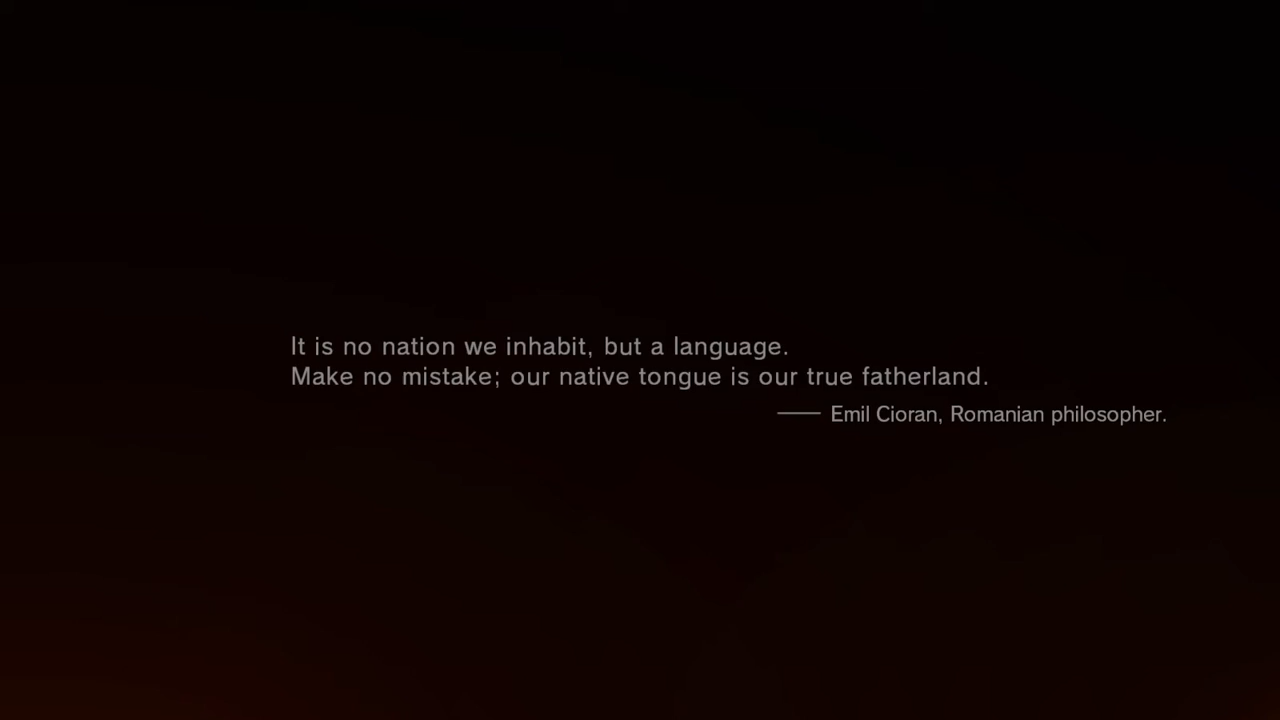 It is no nation we inhabit, but a language.
Make no mistake; our native tongue is our true fatherland.
—— Emil Cioran, Romanian philosopher.